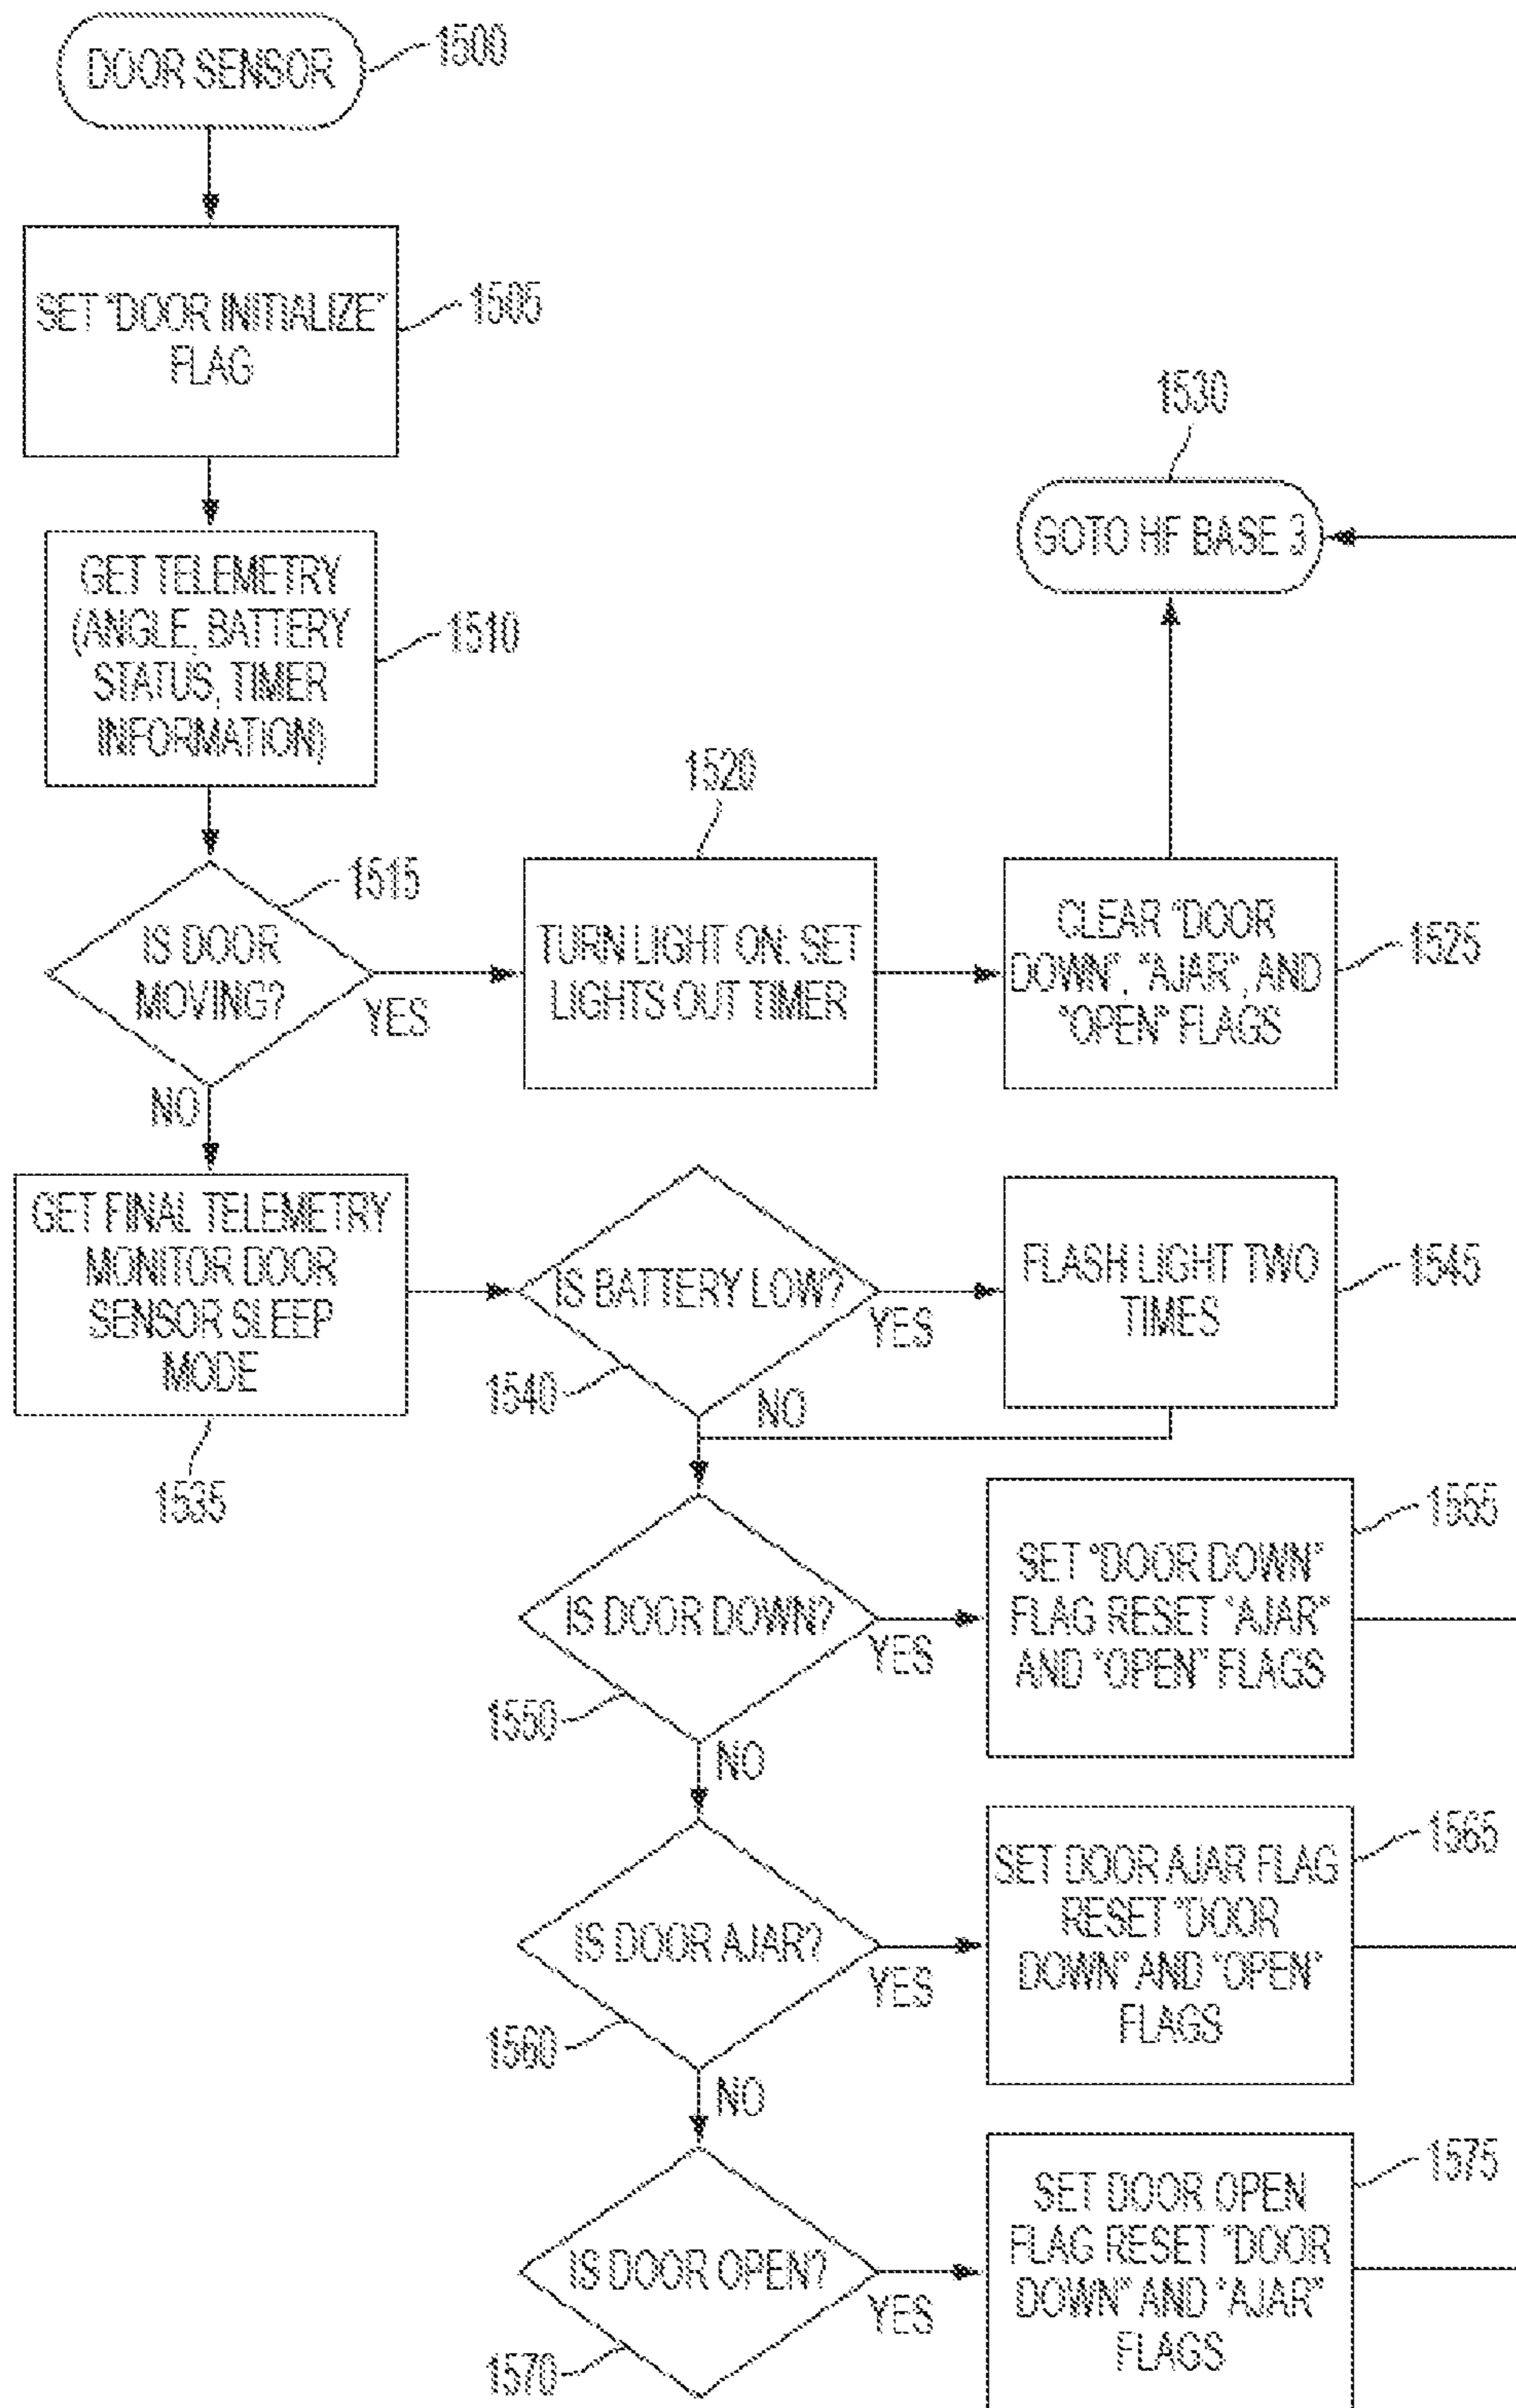 DOOR SENSOR
1500
SET "DOOR INITIALIZE"
FLAG
1505
GET TELEMETRY
(ANGLE, BATTERY
STATUS, TIMER
INFORMATION)
1510
1530
GOTO HF BASE 3
IS DOOR
MOVING?
1515
YES
NO
1520
TURN LIGHT ON: SET
LIGHTS OUT TIMER
CLEAR "DOOR
DOWN", "AJAR", AND
"OPEN" FLAGS
1525
GET FINAL TELEMETRY
MONITOR DOOR
SENSOR SLEEP
MODE
1535
IS BATTERY LOW?
1540
YES
NO
FLASH LIGHT TWO
TIMES
1545
IS DOOR DOWN?
1550
YES
NO
SET "DOOR DOWN"
FLAG RESET "AJAR"
AND "OPEN" FLAGS
1555
IS DOOR AJAR?
1560
YES
NO
SET DOOR AJAR FLAG
RESET "DOOR
DOWN" AND "OPEN"
FLAGS
1565
IS DOOR OPEN?
1570
YES
SET DOOR OPEN
FLAG RESET "DOOR
DOWN" AND "AJAR"
FLAGS
1575